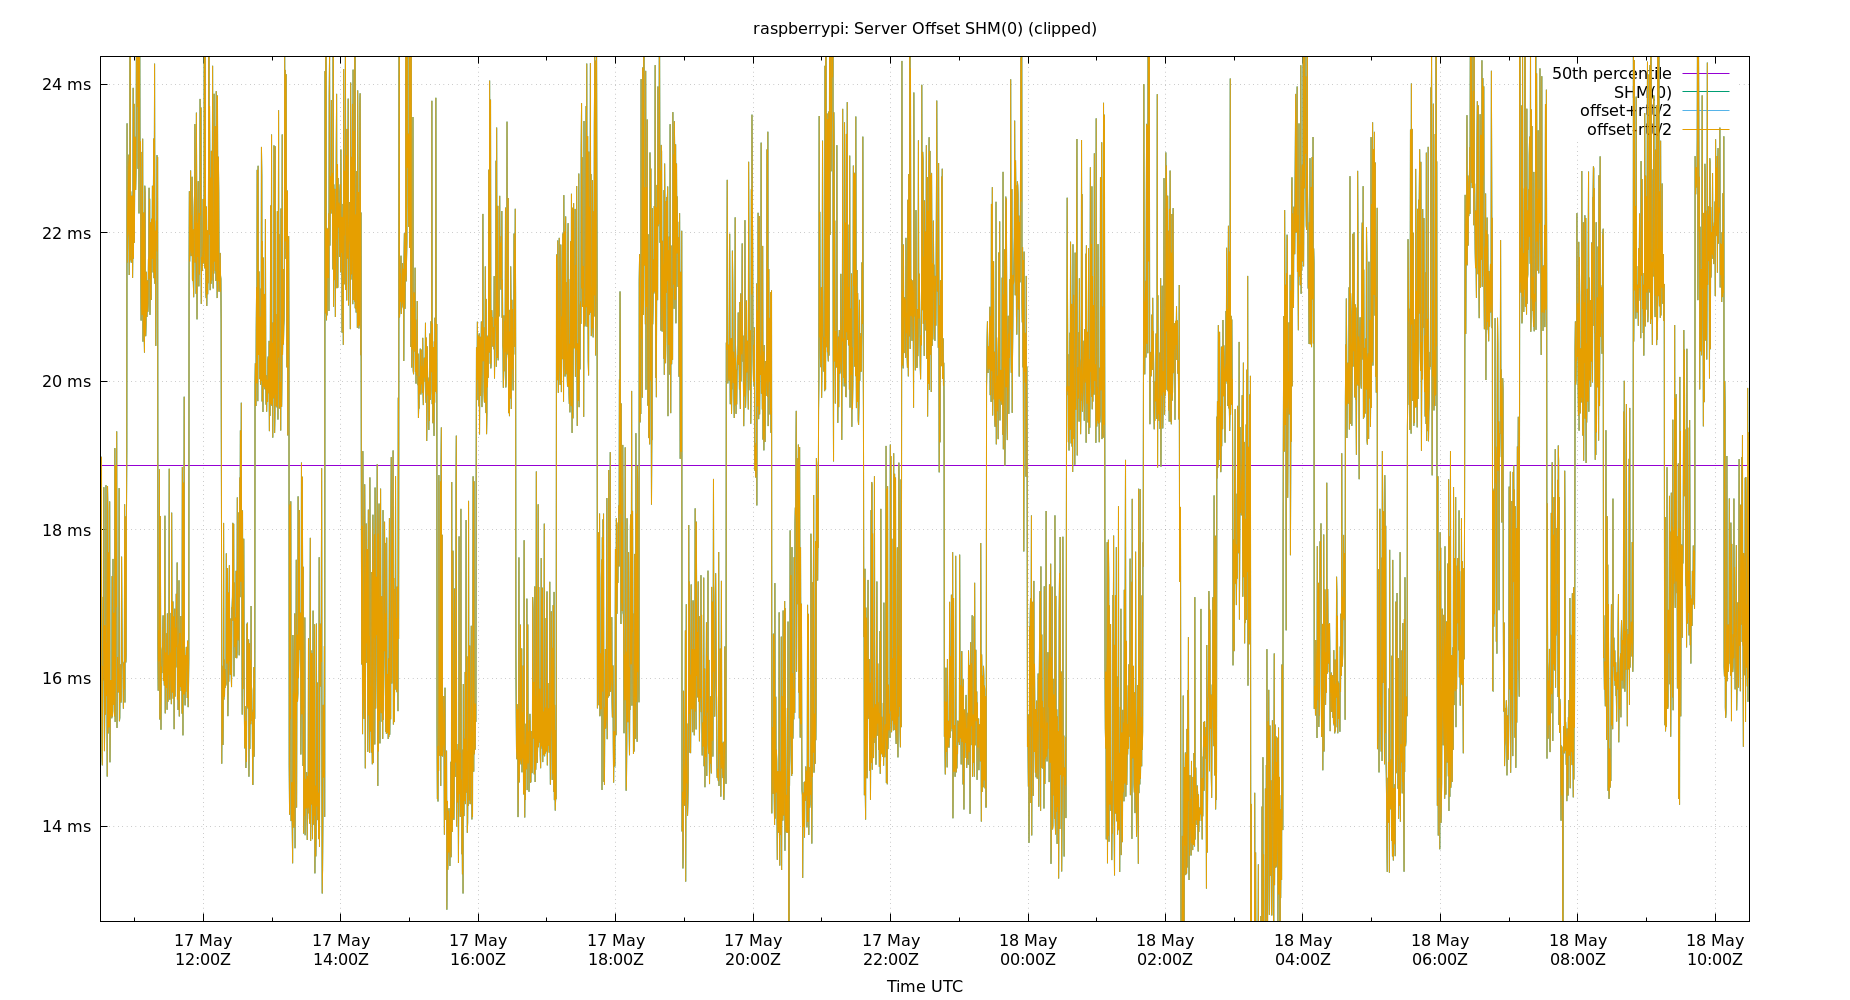 raspberrypi: Server Offset SHM(0) (clipped)
50th percentile
SHM(0)
offset+rtt/2
offset-rtt/2
24 ms
22 ms
20 ms
18 ms
16 ms
14 ms
17 May 17 May 17 May 17 May 17 May 17 May 18 May 18 May 18 May 18 May 18 May 18 May
12:00Z 14:00Z 16:00Z 18:00Z 20:00Z 22:00Z 00:00Z 02:00Z 04:00Z 06:00Z 08:00Z 10:00Z
Time UTC